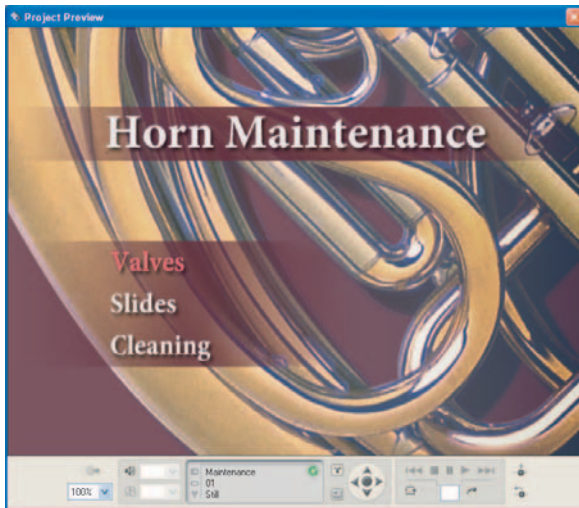 Project Preview
Horn Maintenance
Valves
Slides
Cleaning
Maintenance
01
Still
100%